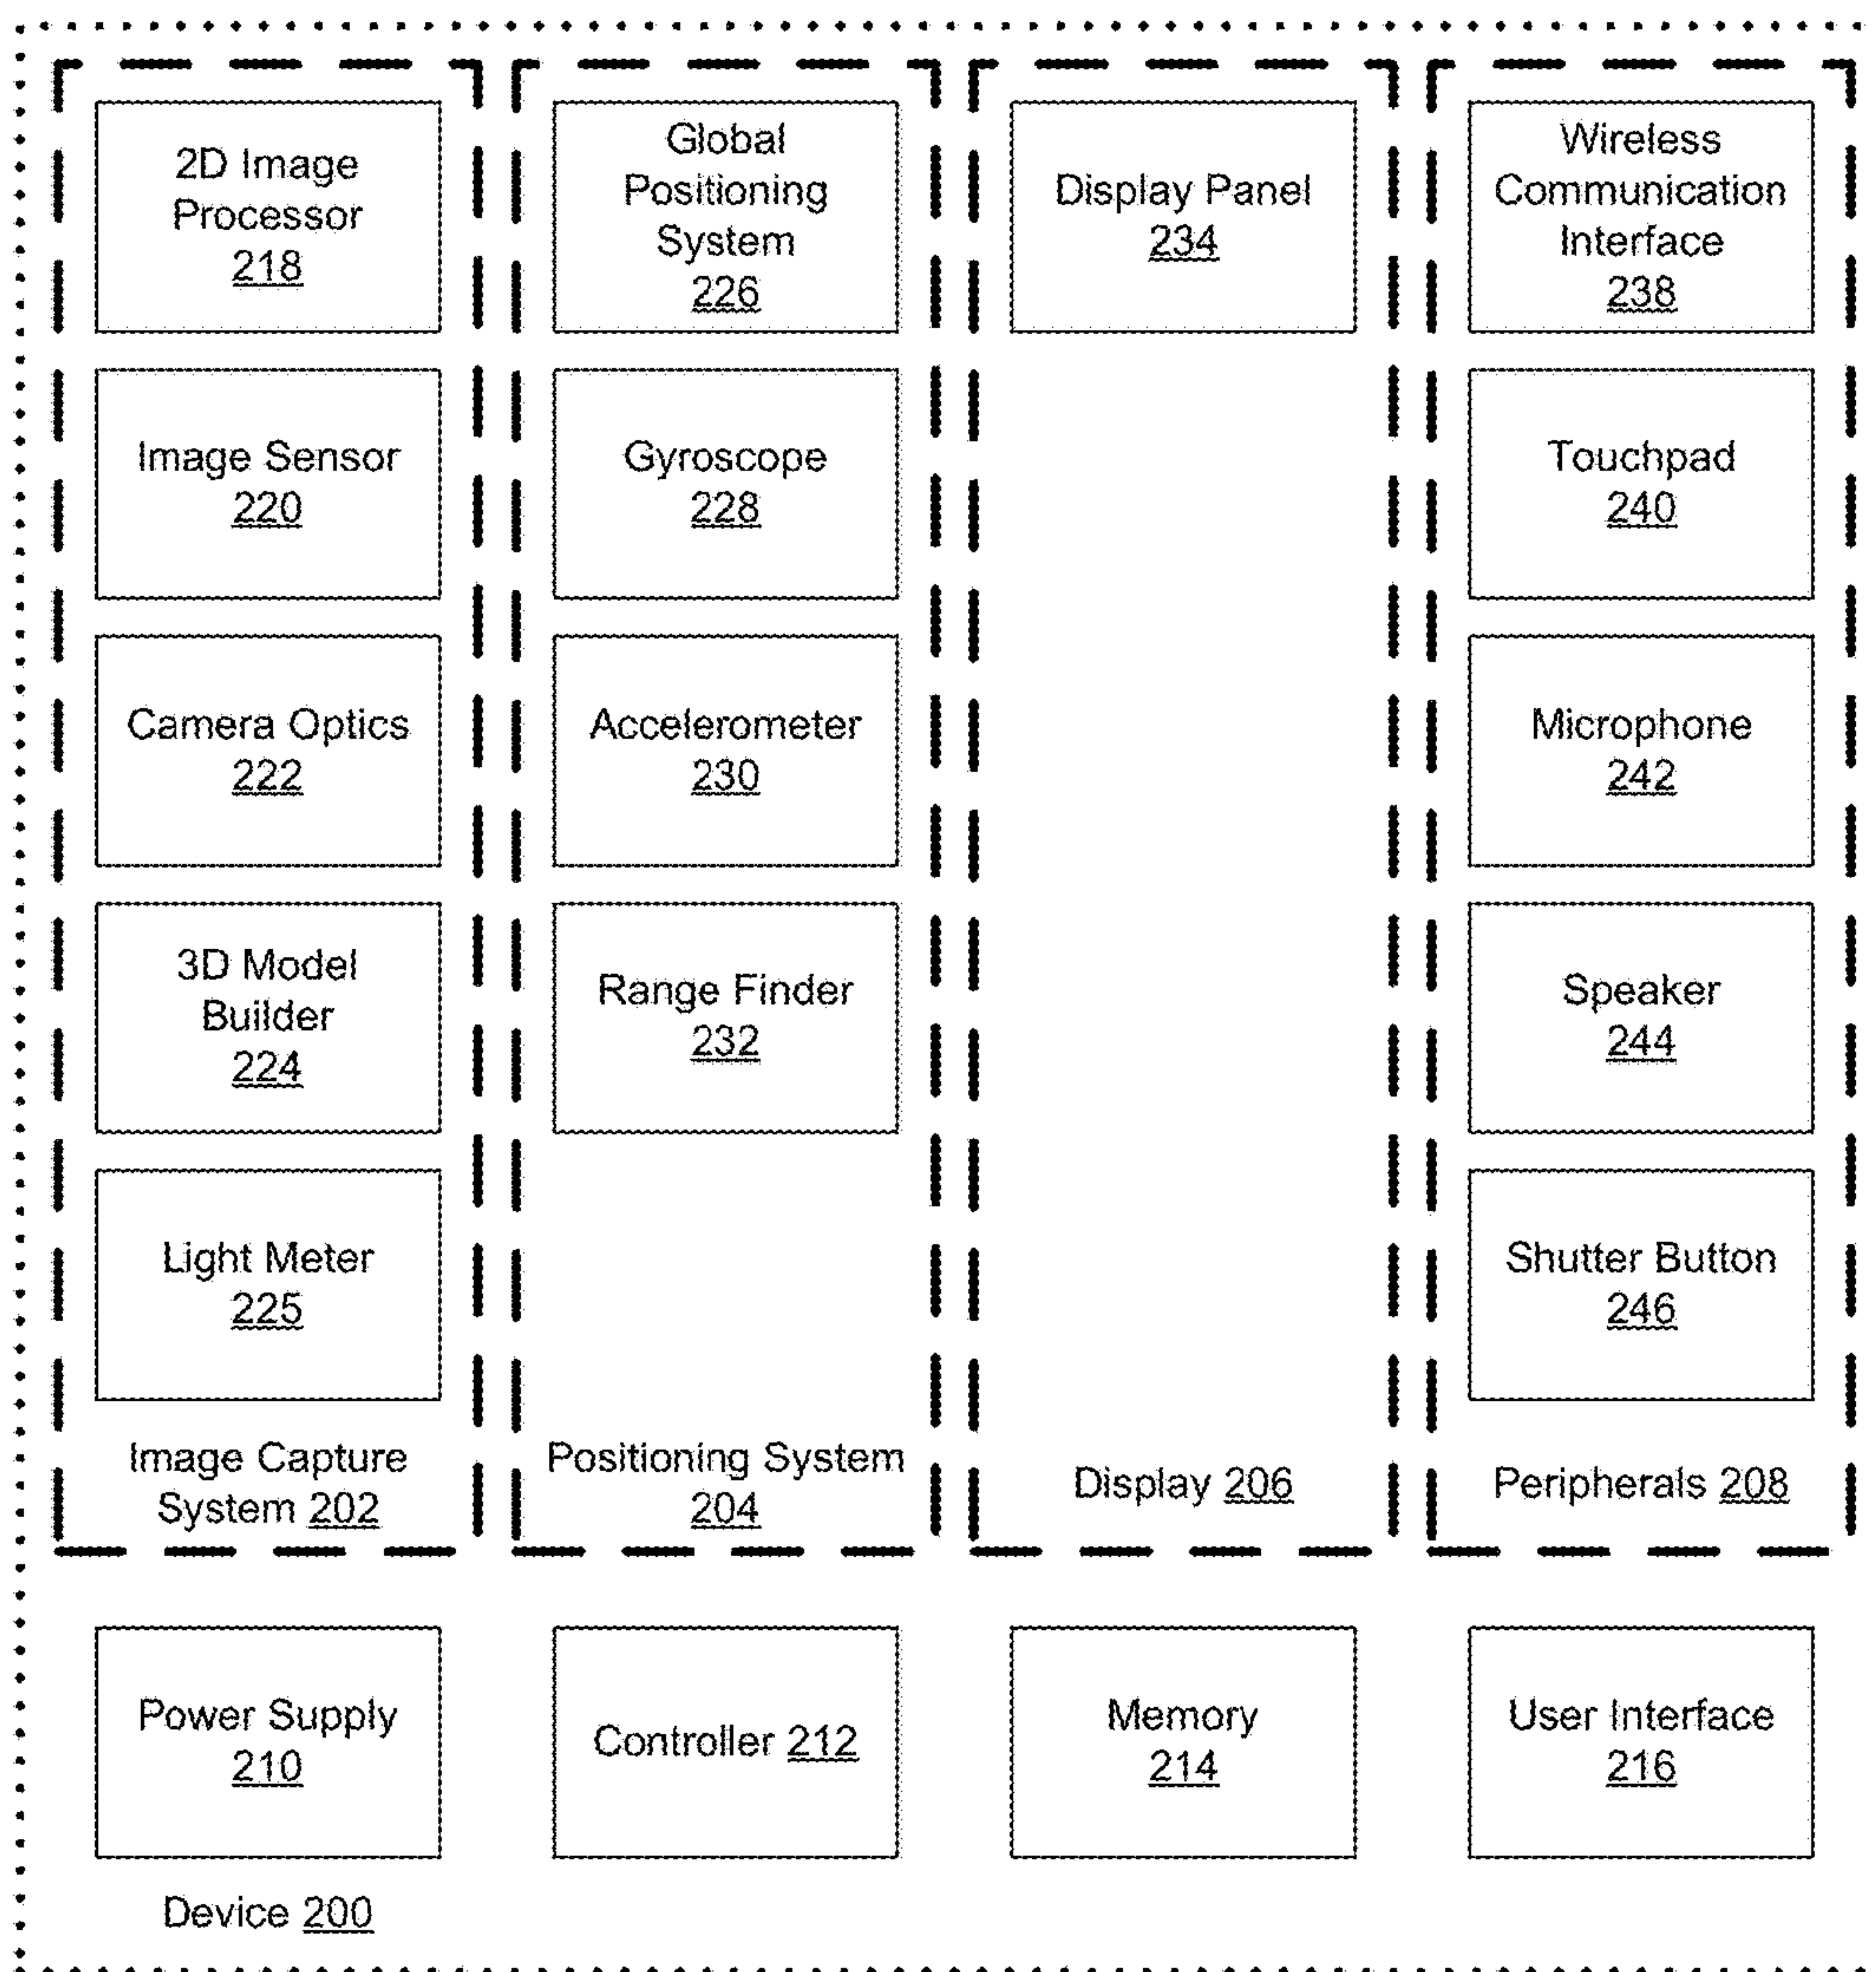 2D Image
Processor
218
Image Sensor
220
Camera Optics
222
3D Model
Builder
224
Light Meter
225
Image Capture
System 202
Global
Positioning
System
226
Gyroscope
228
Accelerometer
230
Range Finder
232
Positioning System
204
Display Panel
234
Display 206
Wireless
Communication
Interface
238
Touchpad
240
Microphone
242
Speaker
244
Shutter Button
246
Peripherals 208
Power Supply
210
Controller 212
Memory
214
User Interface
216
Device 200